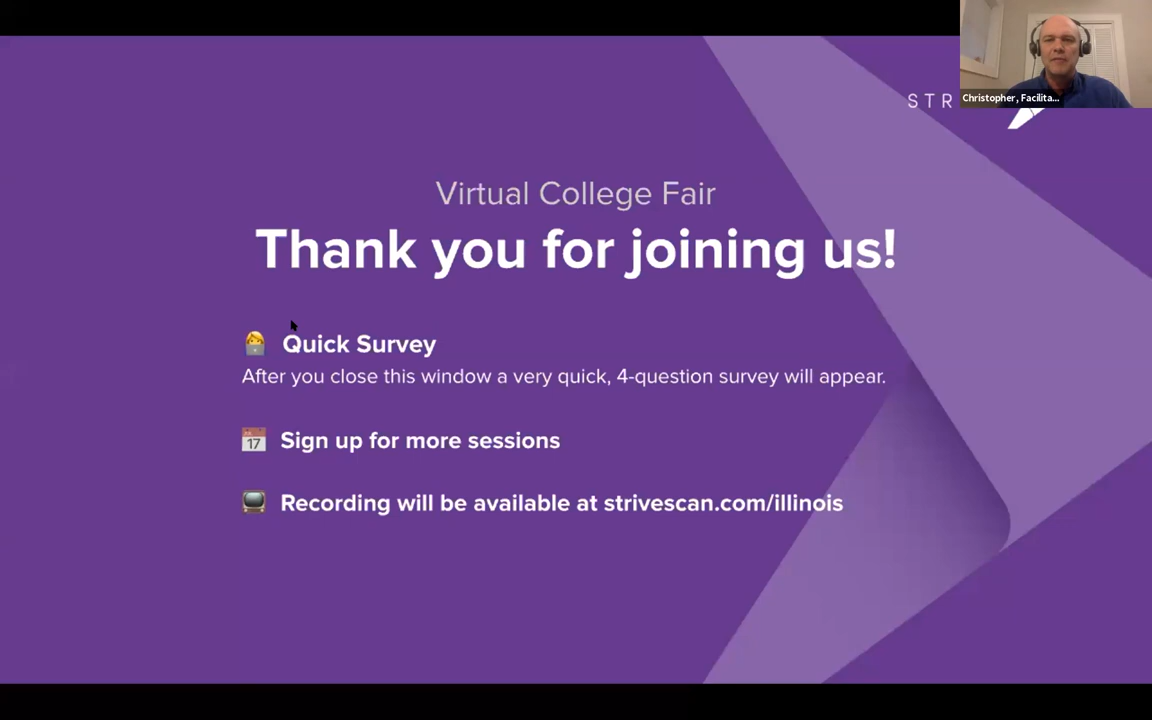 STR
Christopher, Facilita...
Virtual College Fair
Thank you for joining us!
Quick Survey
After you close this window a very quick, 4-question survey will appear.
17
Sign up for more sessions
Recording will be available at strivescan.com/illinois